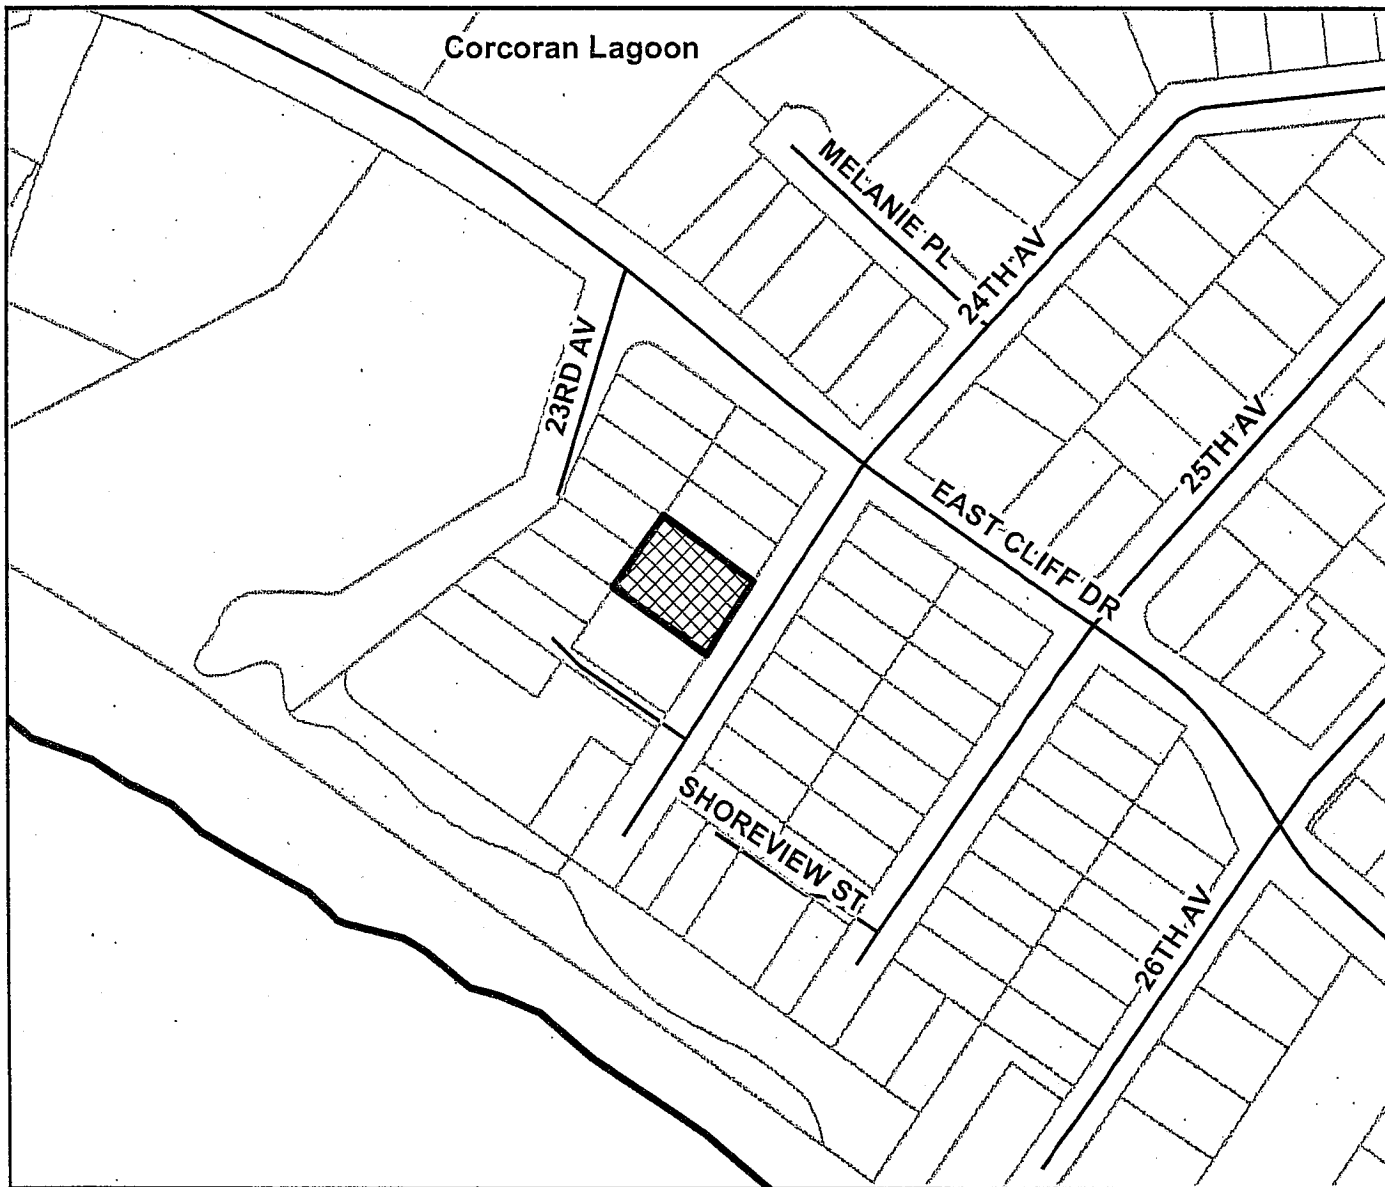 Corcoran Lagoon
MELANIE PL
24TH AV
23RD AV
25TH AV
EAST CLIFF DR
SHOREVIEW ST
26TH AV